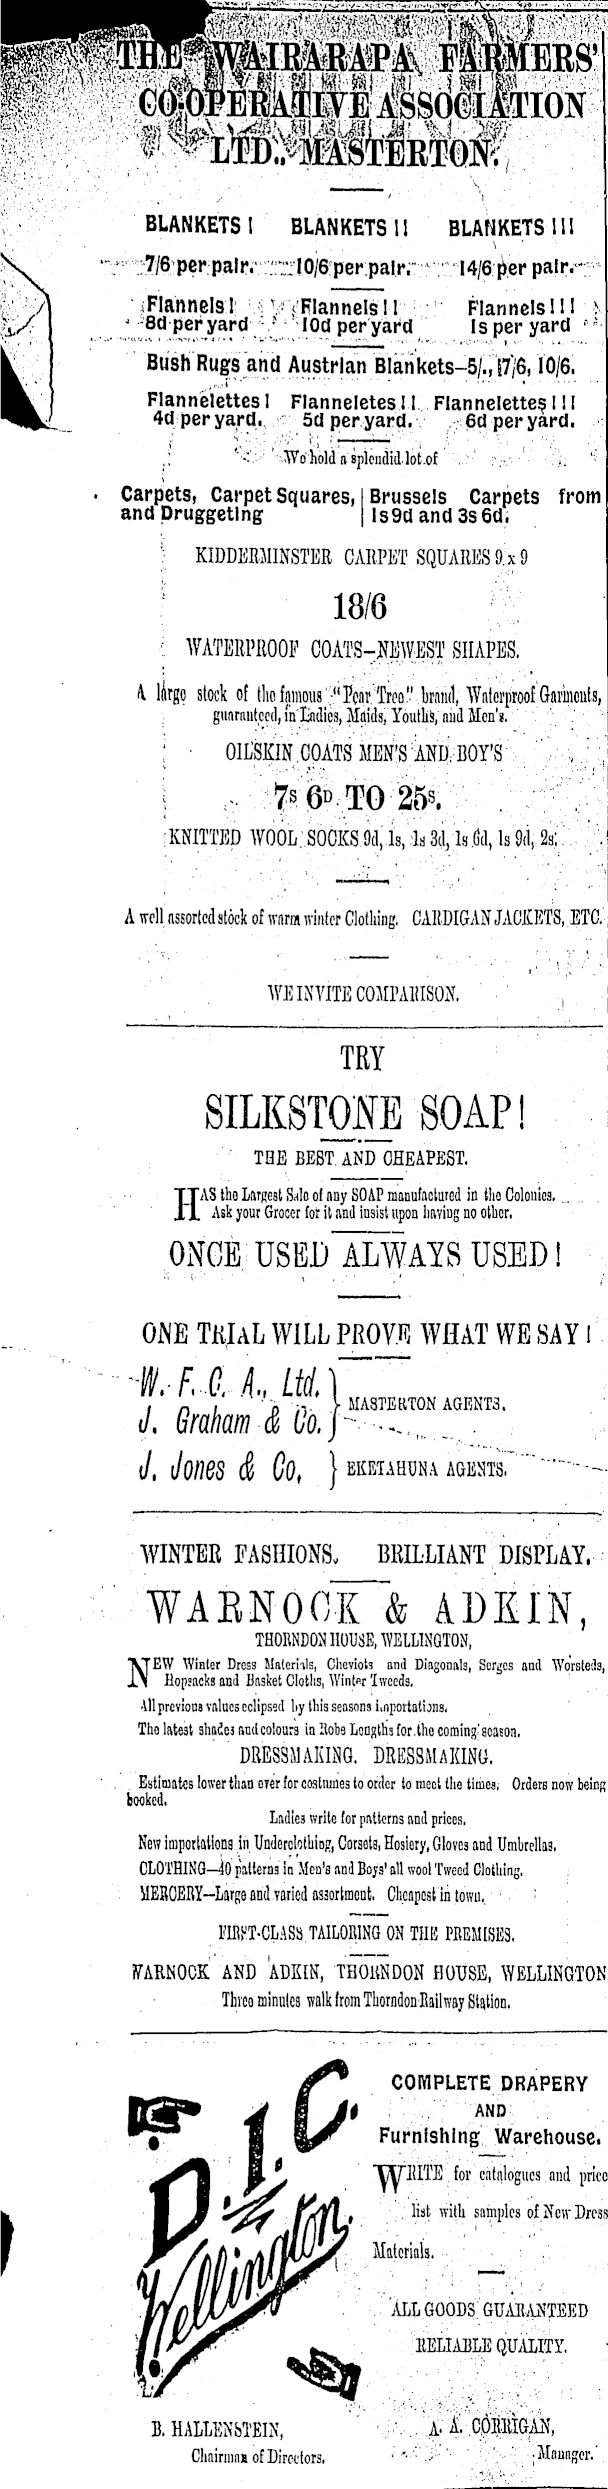 THE WAIRARAPA FARMERS'
CO-OPERATIVE ASSOCIATION
LTD., MASTERTON.
BLANKETS ! BLANKETS !! BLANKETS !!!
7/6 per pair. 10/6 per pair. 14/6 per pair.
Flannels! Flannels!! Flannels!!!
8d per yard 10d per yard 1s per yard
Bush Rugs and Austrian Blankets—5/., 7/6, 10/6.
Flannelettes! Flanneletes!! Flannelettes!!!
4d per yard. 5d per yard. 6d per yard.
We hold a splendid lot of
Carpets, Carpet Squares, and Druggeting
Brussels Carpets from 1s 9d and 3s 6d.
KIDDERMINSTER CARPET SQUARES 9 x 9
18/6
WATERPROOF COATS—NEWEST SHAPES.
A large stock of the famous "Pear Tree" brand, Waterproof Garments,
guaranteed, in Ladies, Maids, Youths, and Men's.
OILSKIN COATS MEN'S AND BOY'S
7s 6D TO 25s.
KNITTED WOOL SOCKS 9d, 1s, 1s 3d, 1s 6d, 1s 9d, 2s.
A well assorted stock of warm winter Clothing. CARDIGAN JACKETS, ETC.
WE INVITE COMPARISON.
TRY
SILKSTONE SOAP!
THE BEST AND CHEAPEST.
HAS the Largest Sale of any SOAP manufactured in the Colonies.
Ask your Grocer for it and insist upon having no other.
ONCE USED ALWAYS USED!
ONE TRIAL WILL PROVE WHAT WE SAY!
W. F. C. A., Ltd.
J. Graham & Co.
} MASTERTON AGENTS.
J. Jones & Co, } EKETAHUNA AGENTS.
WINTER FASHIONS. BRILLIANT DISPLAY.
WARNOCK & ADKIN,
THORNDON HOUSE, WELLINGTON,
NEW Winter Dress Materials, Cheviots and Diagonals, Serges and Worsteds,
Hopsacks and Basket Cloths, Winter Tweeds.
All previous values eclipsed by this seasons importations.
The latest shades and colours in Robe Lengths for the coming season.
DRESSMAKING. DRESSMAKING.
Estimates lower than ever for costumes to order to meet the times, Orders now being
booked.
Ladies write for patterns and prices.
New importations in Underclothing, Corsets, Hosiery, Gloves and Umbrellas.
CLOTHING—40 patterns in Men's and Boys' all wool Tweed Clothing.
MERCERY—Large and varied assortment. Cheapest in town.
FIRST-CLASS TAILORING ON THE PREMISES.
WARNOCK AND ADKIN, THORNDON HOUSE, WELLINGTON
Three minutes walk from Thorndon Railway Station.
D.I.C.
Wellington.
COMPLETE DRAPERY
AND
Furnishing Warehouse.
WRITE for catalogues and price
list with samples of New Dress
Materials.
ALL GOODS GUARANTEED
RELIABLE QUALITY.
B. HALLENSTEIN,
Chairman of Directors.
A. A. CORRIGAN,
Manager.